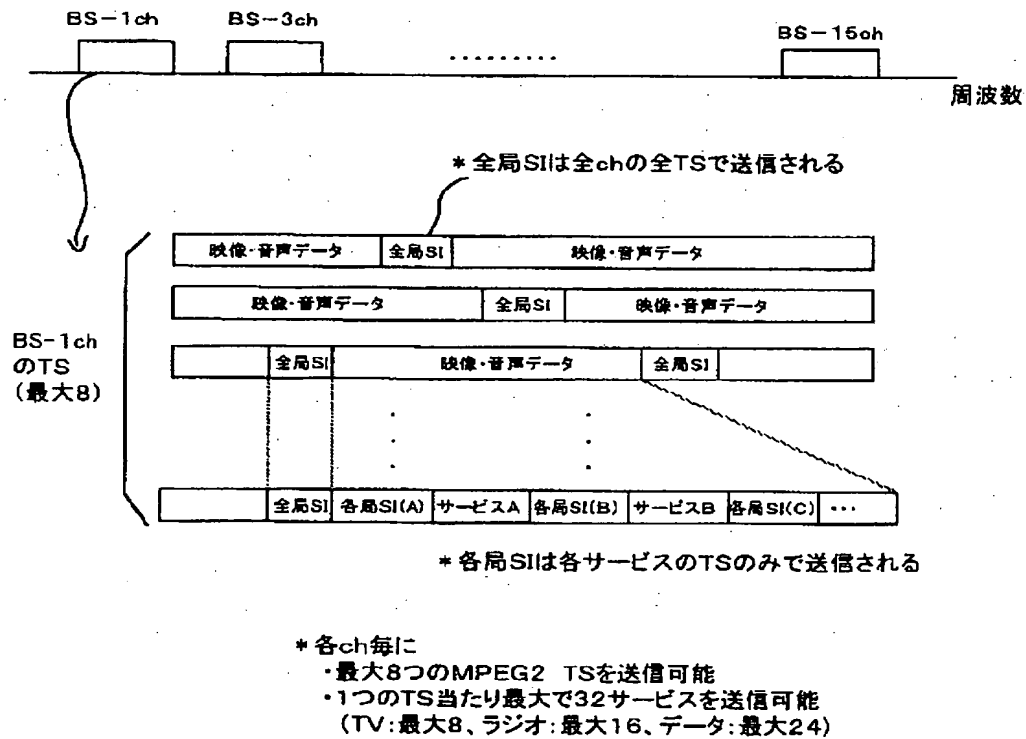 BS-1ch BS-3ch BS-15ch
.........
周波数
*全局SIは全chの全TSで送信される
映像・音声データ 全局SI 映像・音声データ
映像・音声データ 全局SI 映像・音声データ
全局SI 映像・音声データ 全局SI
BS-1ch
のTS
(最大8)
全局SI 各局SI(A) サービスA 各局SI(B) サービスB 各局SI(C) ・・・
*各局SIは各サービスのTSのみで送信される
*各ch毎に
・最大8つのMPEG2 TSを送信可能
・1つのTS当たり最大で32サービスを送信可能
(TV:最大8、ラジオ:最大16、データ:最大24)